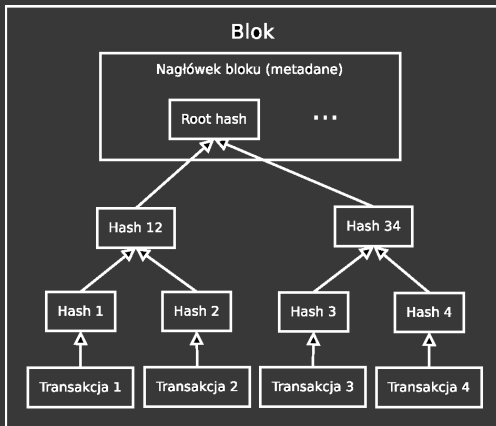 Blok
Nagłówek bloku (metadane)
Root hash
...
Hash 12
Hash 34
Hash 1
Hash 2
Hash 3
Hash 4
Transakcja 1
Transakcja 2
Transakcja 3
Transakcja 4